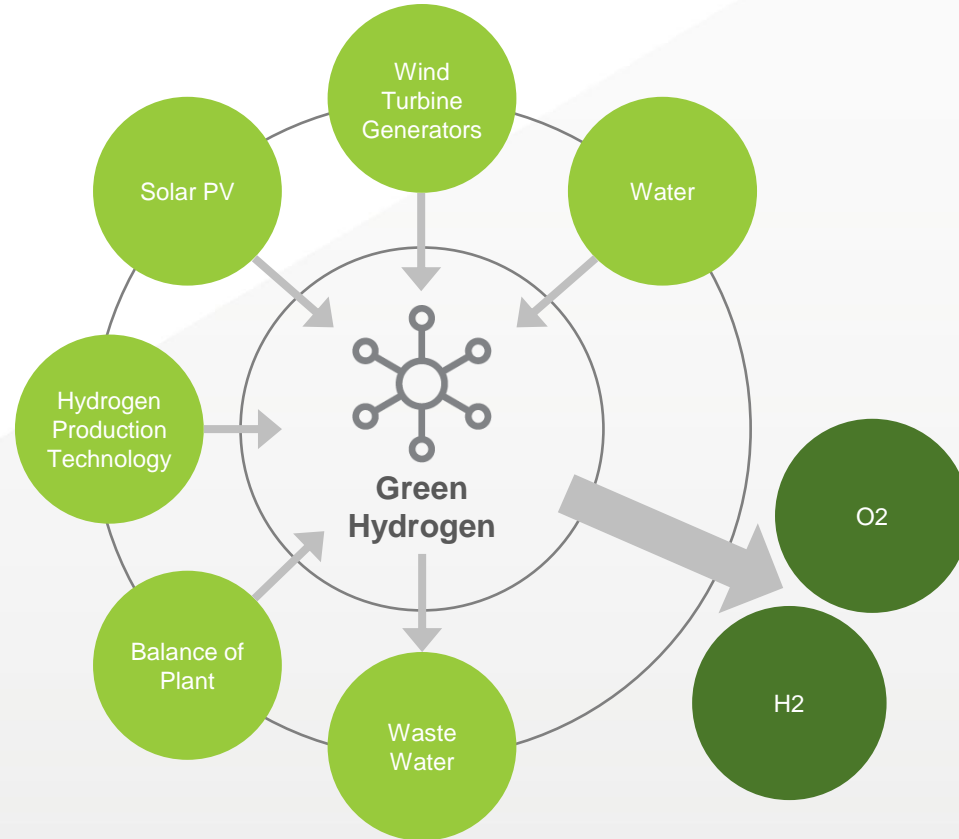 Wind
Turbine
Generators
Solar PV
Water
Hydrogen
Production
Technology
Green
Hydrogen
O2
Balance of
Plant
H2
Waste
Water